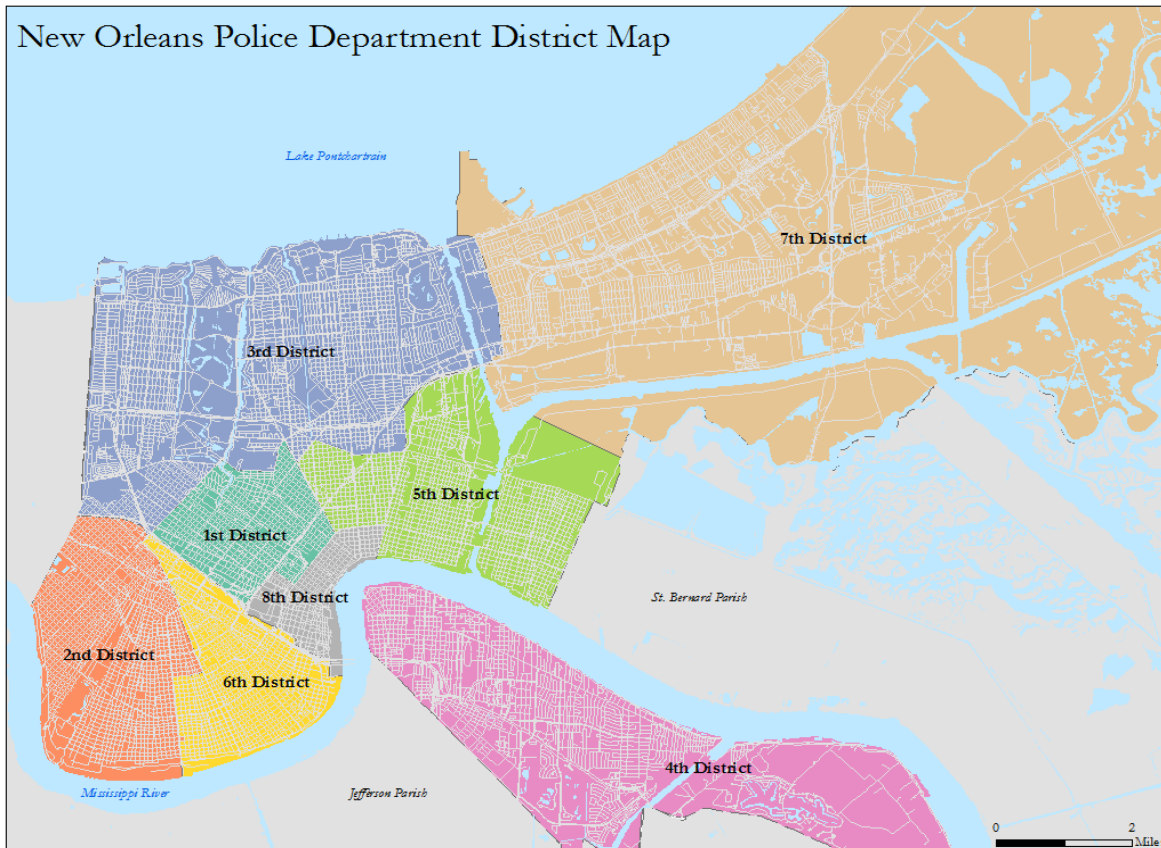 New Orleans Police Department District Map
Lake Pontchartrain
7th District
3rd District
5th District
1st District
8th District
St. Bernard Parish
2nd District
6th District
4th District
Mississippi River
Jefferson Parish
0 2
Mile